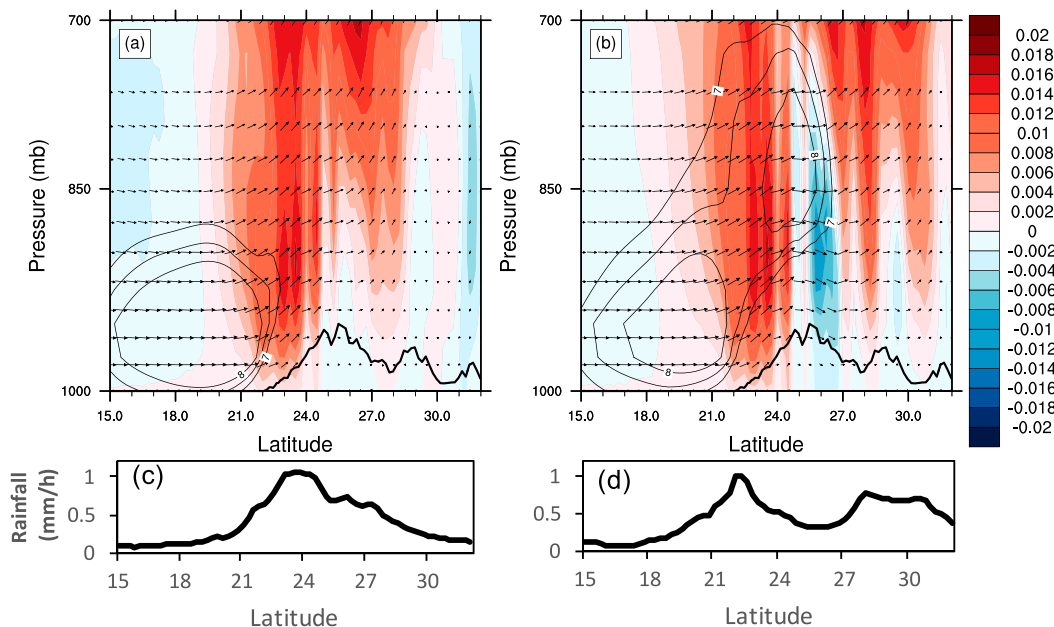 (a)
(b)
700
850
1000
Pressure (mb)
7
8
15.0 18.0 21.0 24.0 27.0 30.0
Latitude
700
850
1000
Pressure (mb)
7
8
7
8
15.0 18.0 21.0 24.0 27.0 30.0
Latitude
0.02
0.018
0.016
0.014
0.012
0.01
0.008
0.006
0.004
0.002
0
-0.002
-0.004
-0.006
-0.008
-0.01
-0.012
-0.014
-0.016
-0.018
-0.02
(c)
Rainfall
(mm/h)
1
0.5
0
15 18 21 24 27 30
Latitude
(d)
1
0.5
0
15 18 21 24 27 30
Latitude